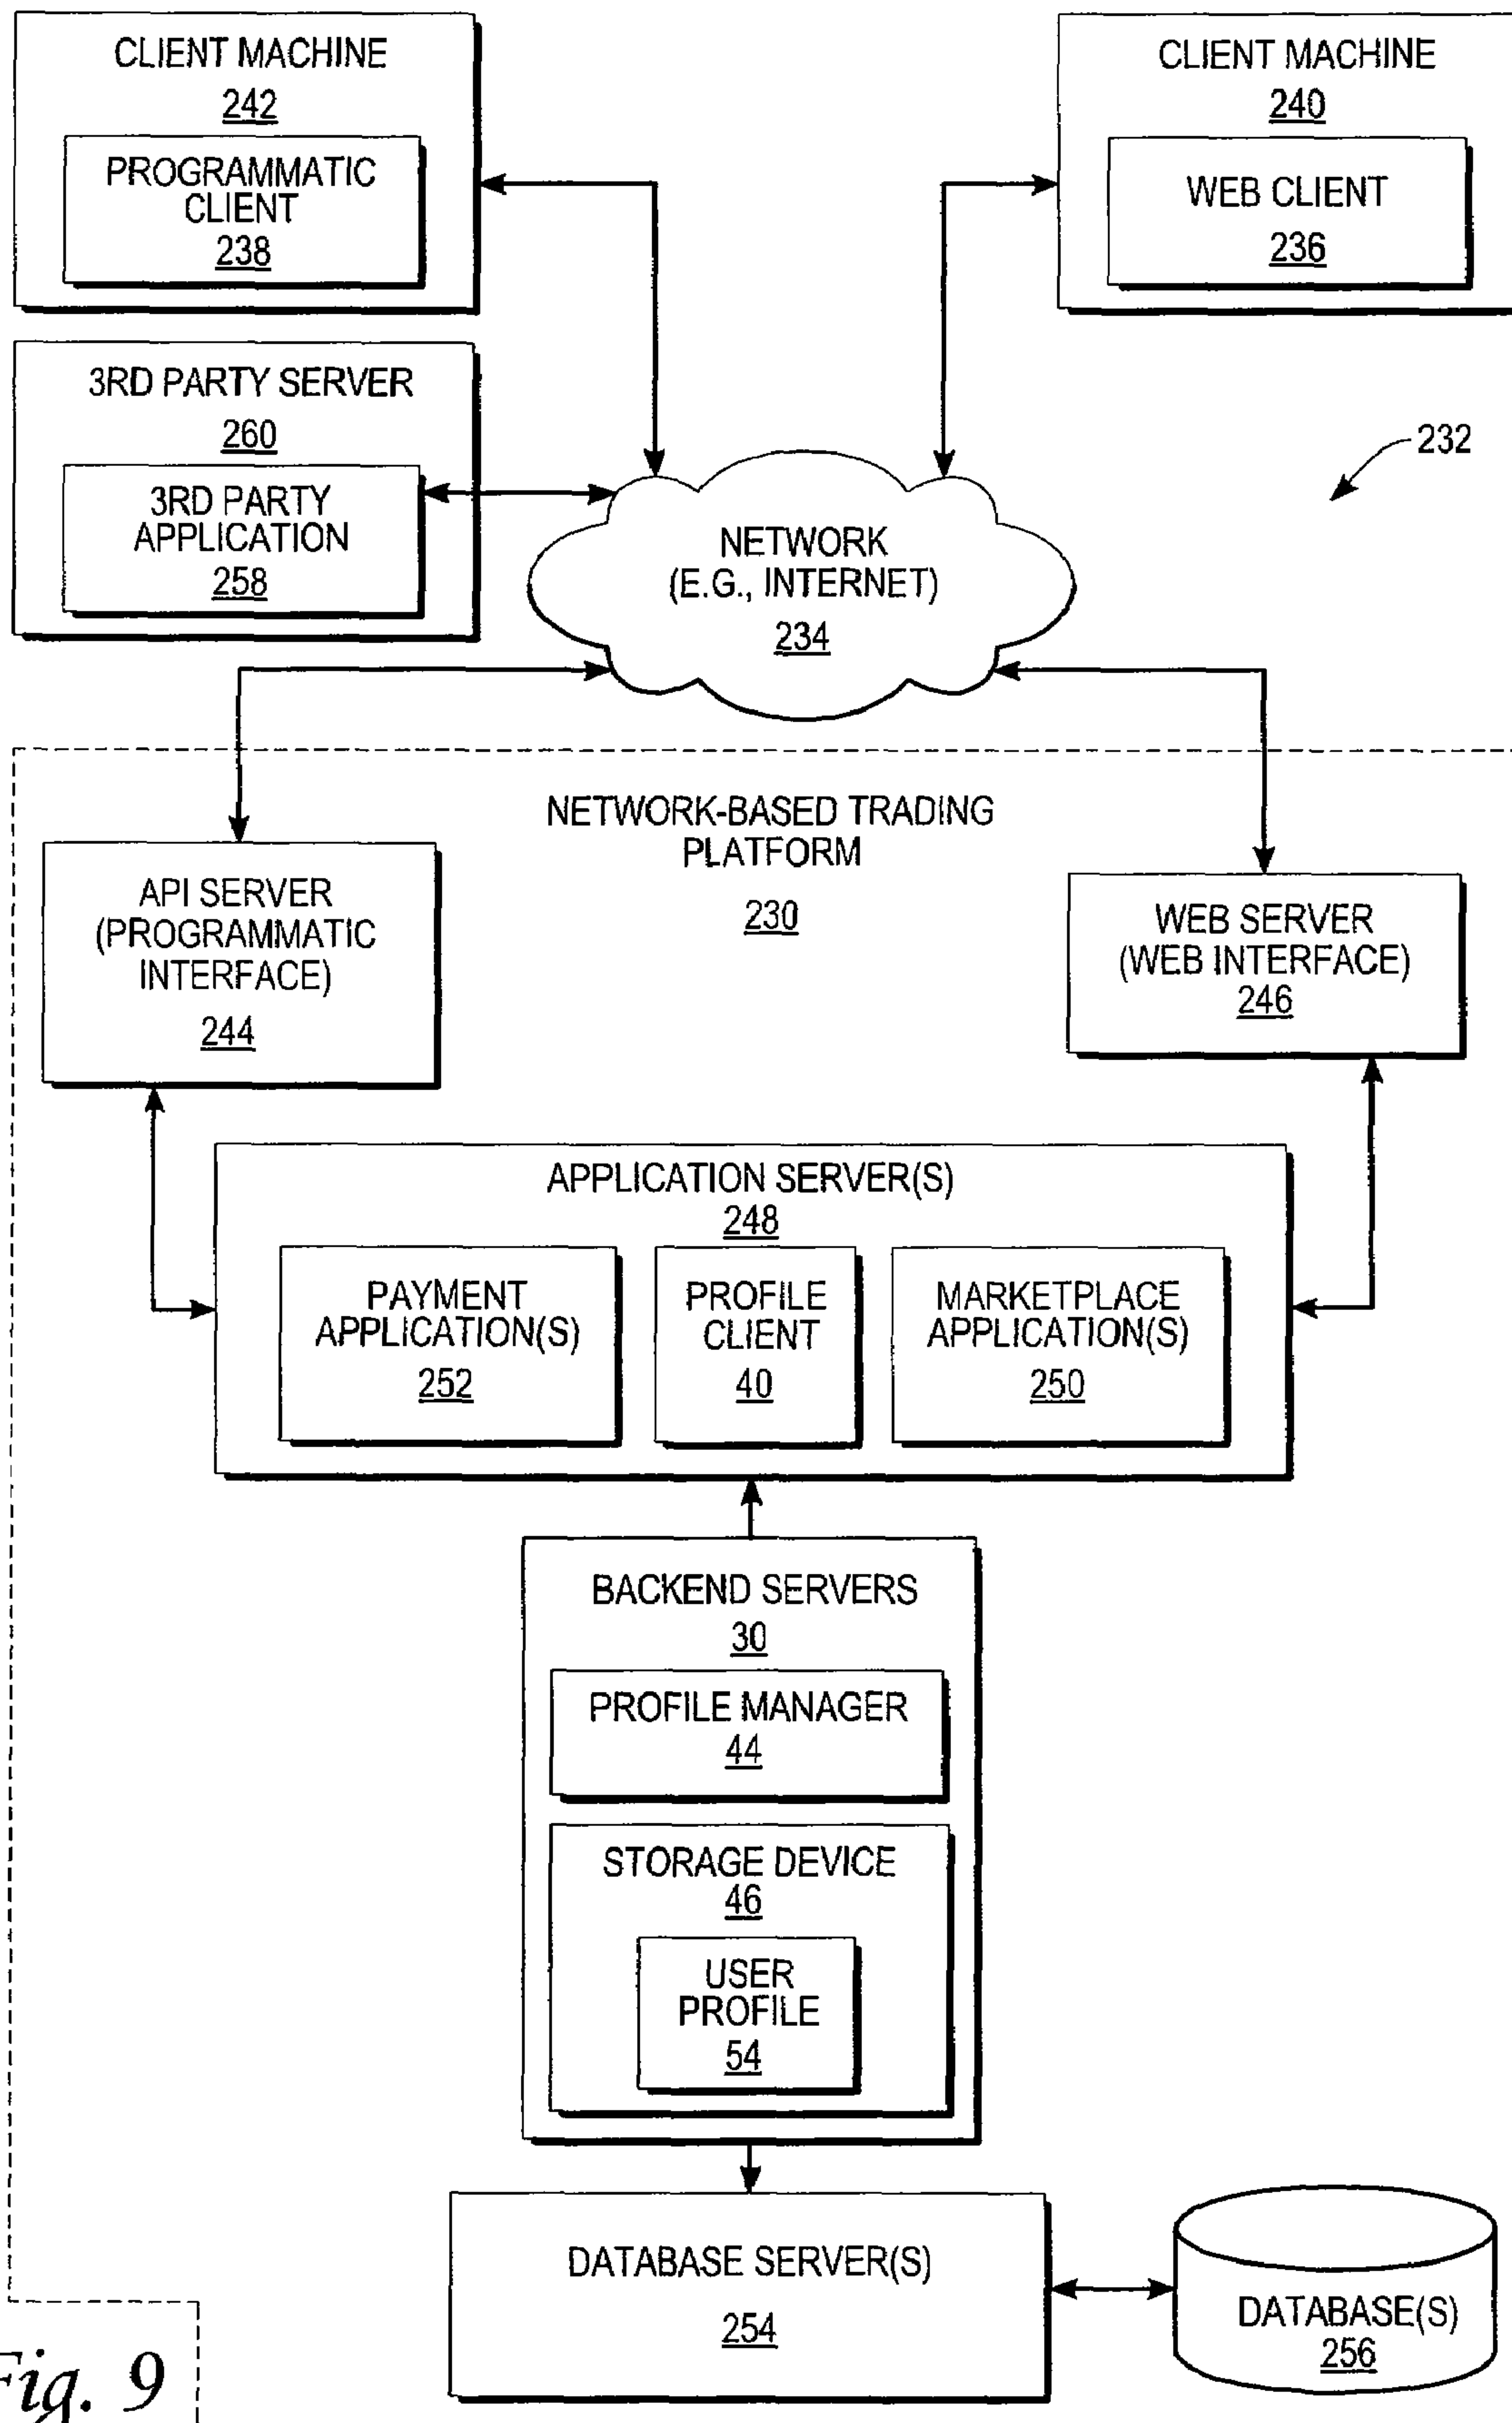 CLIENT MACHINE
242
PROGRAMMATIC
CLIENT
238
CLIENT MACHINE
240
WEB CLIENT
236
3RD PARTY SERVER
260
3RD PARTY
APPLICATION
258
232
NETWORK
(E.G., INTERNET)
234
NETWORK-BASED TRADING
PLATFORM
230
API SERVER
(PROGRAMMATIC
INTERFACE)
244
WEB SERVER
(WEB INTERFACE)
246
APPLICATION SERVER(S)
248
PAYMENT
APPLICATION(S)
252
PROFILE
CLIENT
40
MARKETPLACE
APPLICATION(S)
250
BACKEND SERVERS
30
PROFILE MANAGER
44
STORAGE DEVICE
46
USER
PROFILE
54
DATABASE SERVER(S)
254
DATABASE(S)
256
Fig. 9